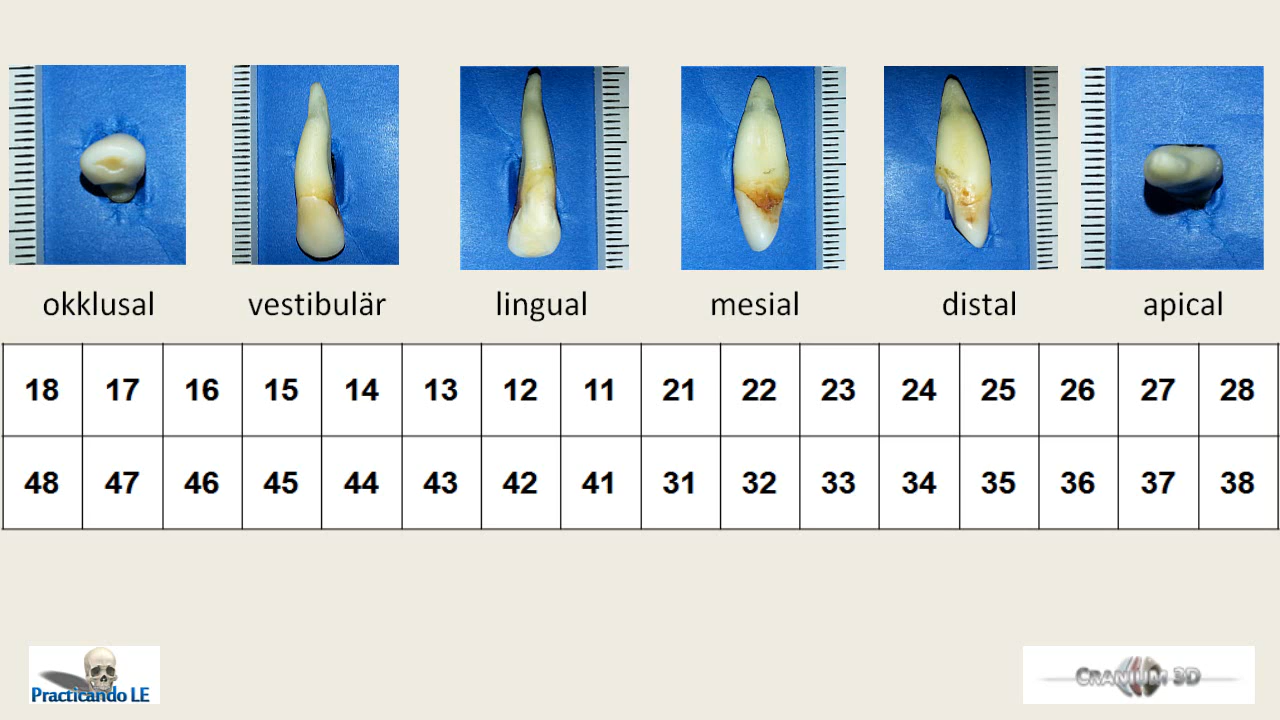 okklusal vestibulär lingual mesial distal apical
18 17 16 15 14 13 12 11 21 22 23 24 25 26 27 28
48 47 46 45 44 43 42 41 31 32 33 34 35 36 37 38
Practicando LE
CRANIUM 3D